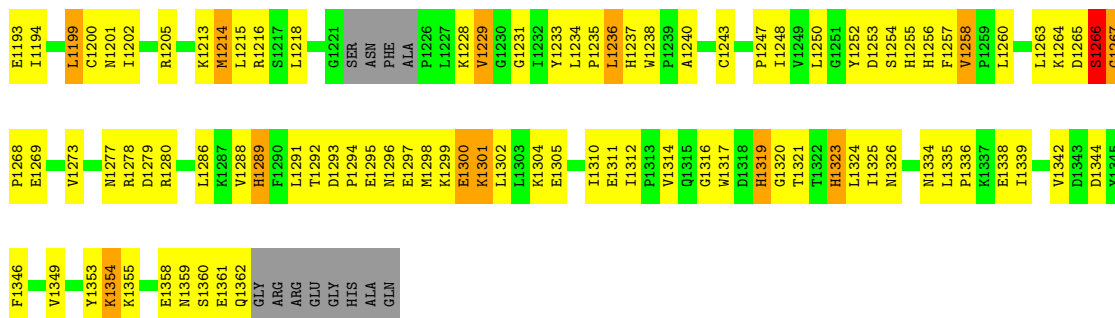 E1193 I1194 L1199 C1200 N1201 I1202 R1205 K1213 M1214 L1215 R1216 S1217 L1218 G1221 SER ASN PHE ALA P1226 L1227 K1228 V1229 G1230 G1231 I1232 Y1233 L1234 P1235 L1236 H1237 W1238 P1239 A1240 C1243 P1247 I1248 V1249 L1250 G1251 Y1252 D1253 S1254 H1255 H1256 F1257 V1258 P1259 L1260 L1263 K1264 D1265 S1266
P1268 E1269 V1273 N1277 R1278 D1279 R1280 L1286 K1287 V1288 H1289 F1290 L1291 T1292 D1293 P1294 E1295 N1296 E1297 M1298 K1299 E1300 K1301 L1302 L1303 K1304 E1305 I1310 E1311 I1312 P1313 V1314 Q1315 G1316 W1317 D1318 H1319 G1320 T1321 T1322 H1323 L1324 I1325 N1326 N1334 L1335 P1336 K1337 E1338 I1339 V1342 D1343 D1344
F1346 V1349 Y1353 K1354 K1355 E1358 N1359 S1360 E1361 Q1362 GLY ARG ARG GLU GLY HIS ALA GLN